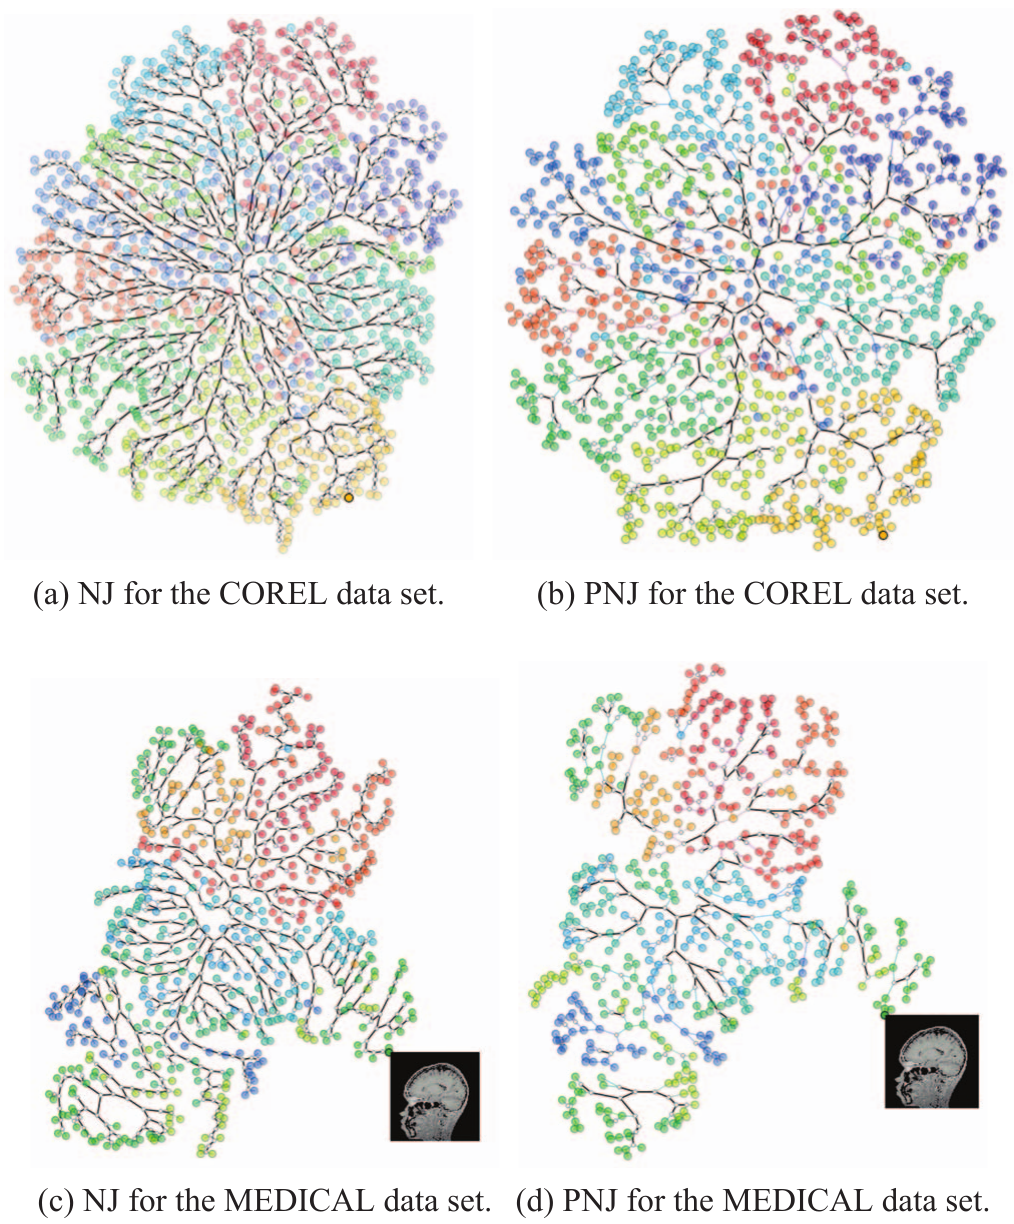 (a) NJ for the COREL data set.
(b) PNJ for the COREL data set.
(c) NJ for the MEDICAL data set.
(d) PNJ for the MEDICAL data set.